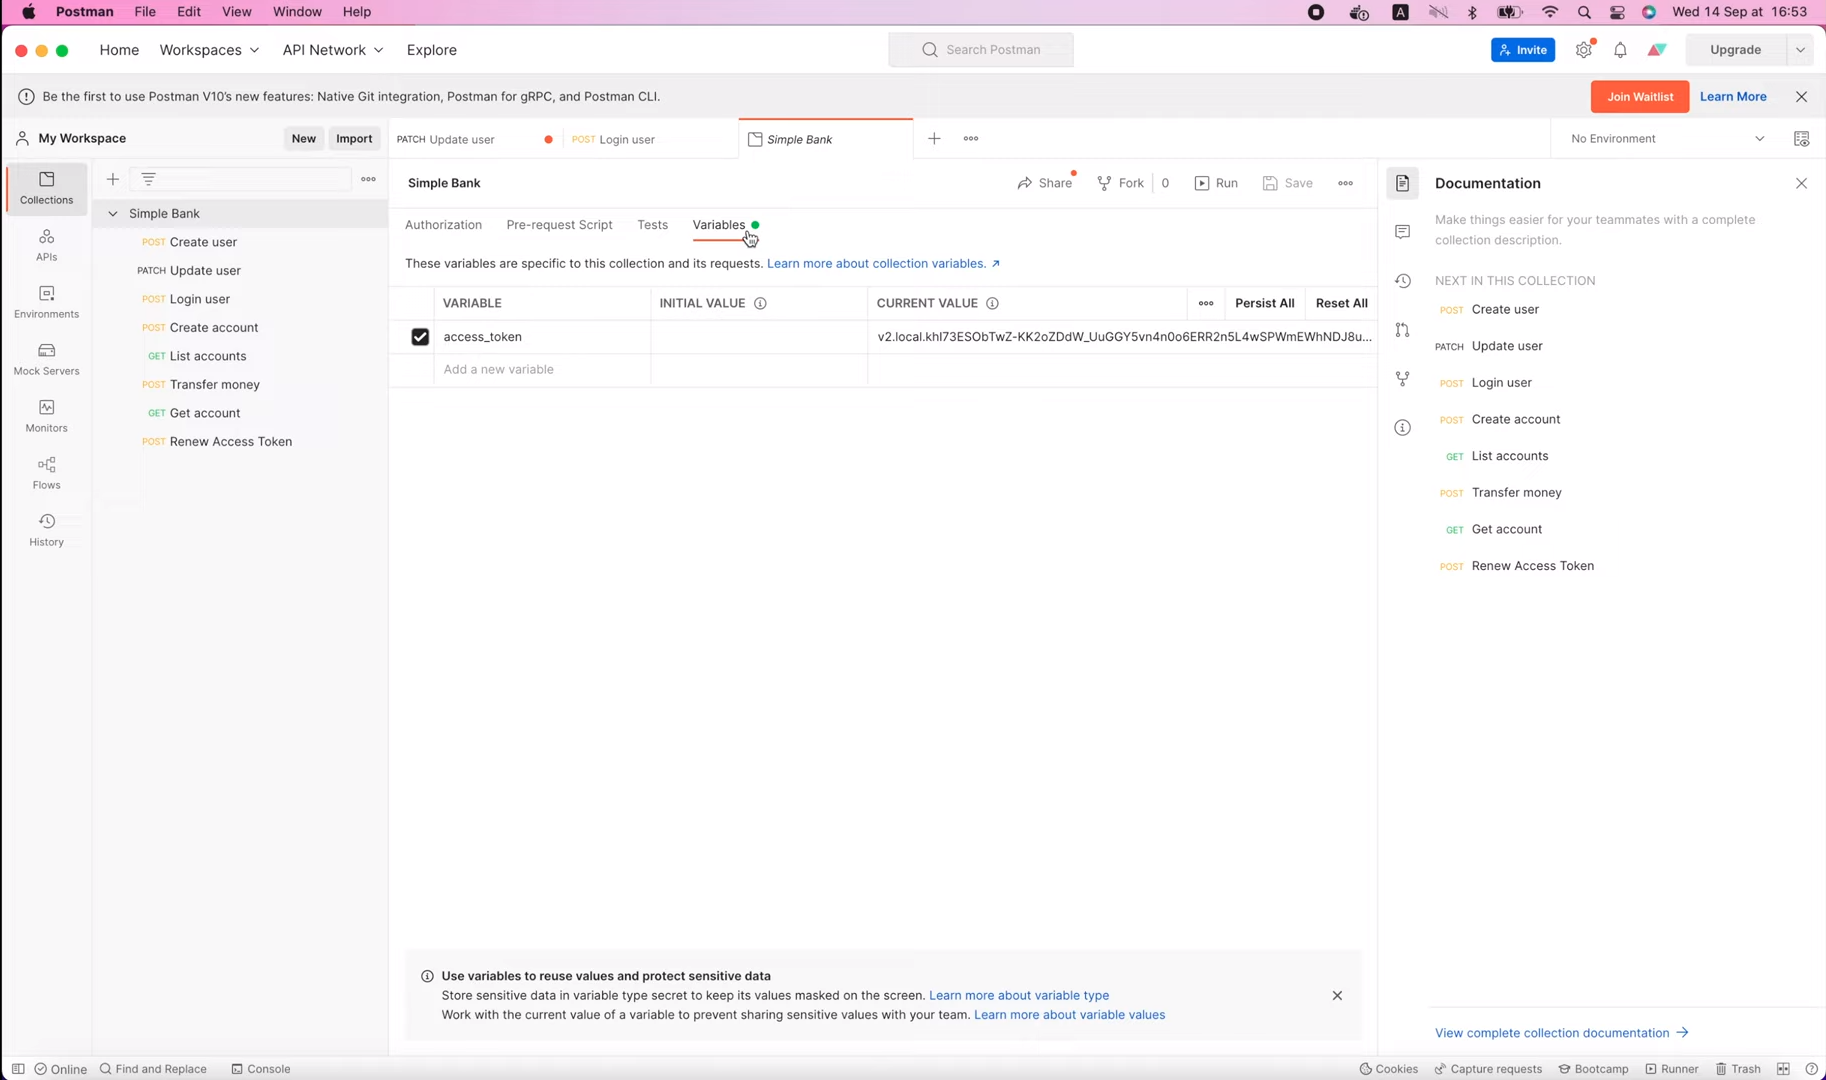 Postman File Edit View Window Help
A
Wed 14 Sep at 16:53
Home Workspaces API Network Explore
Search Postman
Invite
Upgrade
Be the first to use Postman V10's new features: Native Git integration, Postman for gRPC, and Postman CLI.
Join Waitlist Learn More
My Workspace
New Import
PATCH Update user
POST Login user
Simple Bank
No Environment
Collections
APIs
Environments
Mock Servers
Monitors
Flows
History
Simple Bank
POST Create user
PATCH Update user
POST Login user
POST Create account
GET List accounts
POST Transfer money
GET Get account
POST Renew Access Token
Simple Bank
Share Fork 0 Run Save
Authorization Pre-request Script Tests Variables
These variables are specific to this collection and its requests. Learn more about collection variables. ↗
VARIABLE INITIAL VALUE CURRENT VALUE Persist All Reset All
access_token v2.local.khl73ESObTwZ-KK2oZDdW_UuGGY5vn4n0o6ERR2n5L4wSPWmEWhNDJ8u...
Add a new variable
Use variables to reuse values and protect sensitive data
Store sensitive data in variable type secret to keep its values masked on the screen. Learn more about variable type
Work with the current value of a variable to prevent sharing sensitive values with your team. Learn more about variable values
Documentation
Make things easier for your teammates with a complete
collection description.
NEXT IN THIS COLLECTION
POST Create user
PATCH Update user
POST Login user
POST Create account
GET List accounts
POST Transfer money
GET Get account
POST Renew Access Token
View complete collection documentation →
Online Find and Replace Console
Cookies Capture requests Bootcamp Runner Trash